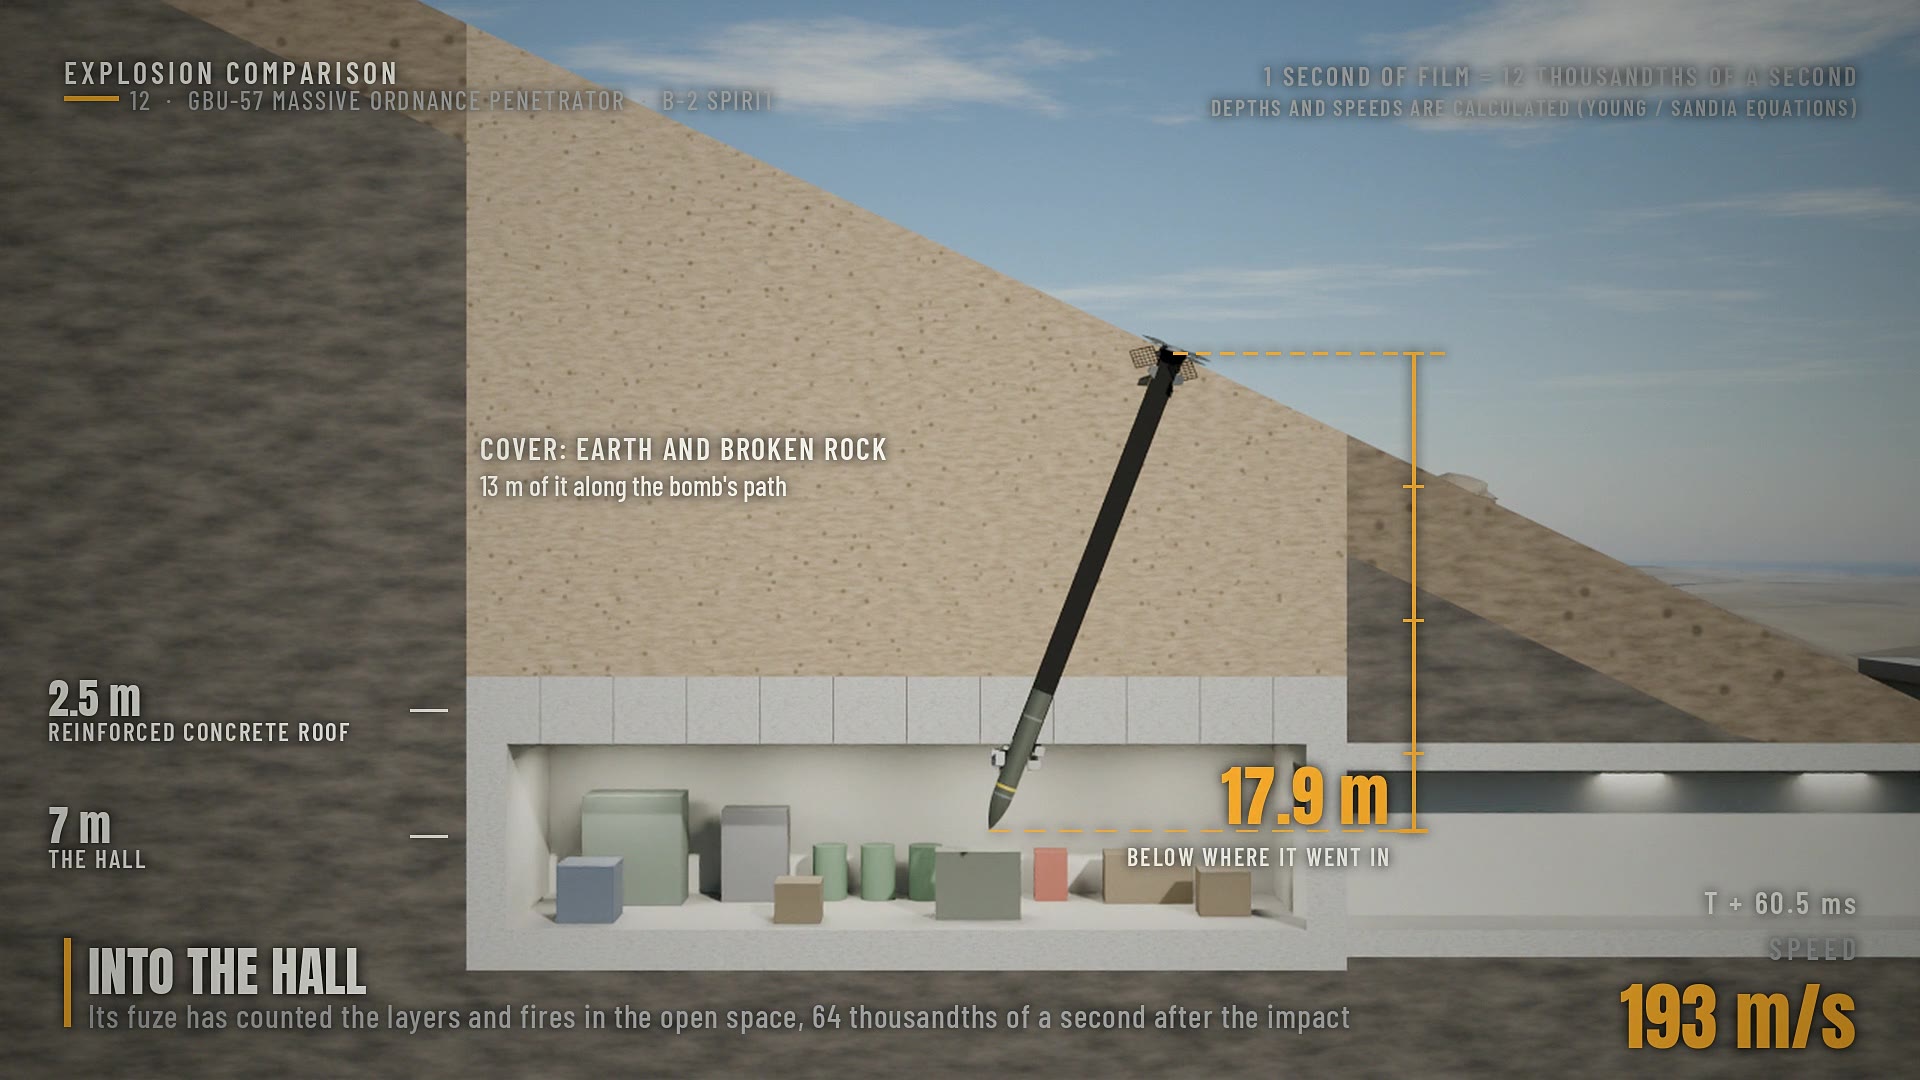 EXPLOSION COMPARISON
12 · GBU-57 MASSIVE ORDNANCE PENETRATOR · B-2 SPIRIT
1 SECOND OF FILM = 12 THOUSANDTHS OF A SECOND
DEPTHS AND SPEEDS ARE CALCULATED (YOUNG / SANDIA EQUATIONS)
COVER: EARTH AND BROKEN ROCK
13 m of it along the bomb's path
2.5 m
REINFORCED CONCRETE ROOF
7 m
THE HALL
17.9 m
BELOW WHERE IT WENT IN
T + 60.5 ms
SPEED
193 m/s
INTO THE HALL
Its fuze has counted the layers and fires in the open space, 64 thousandths of a second after the impact